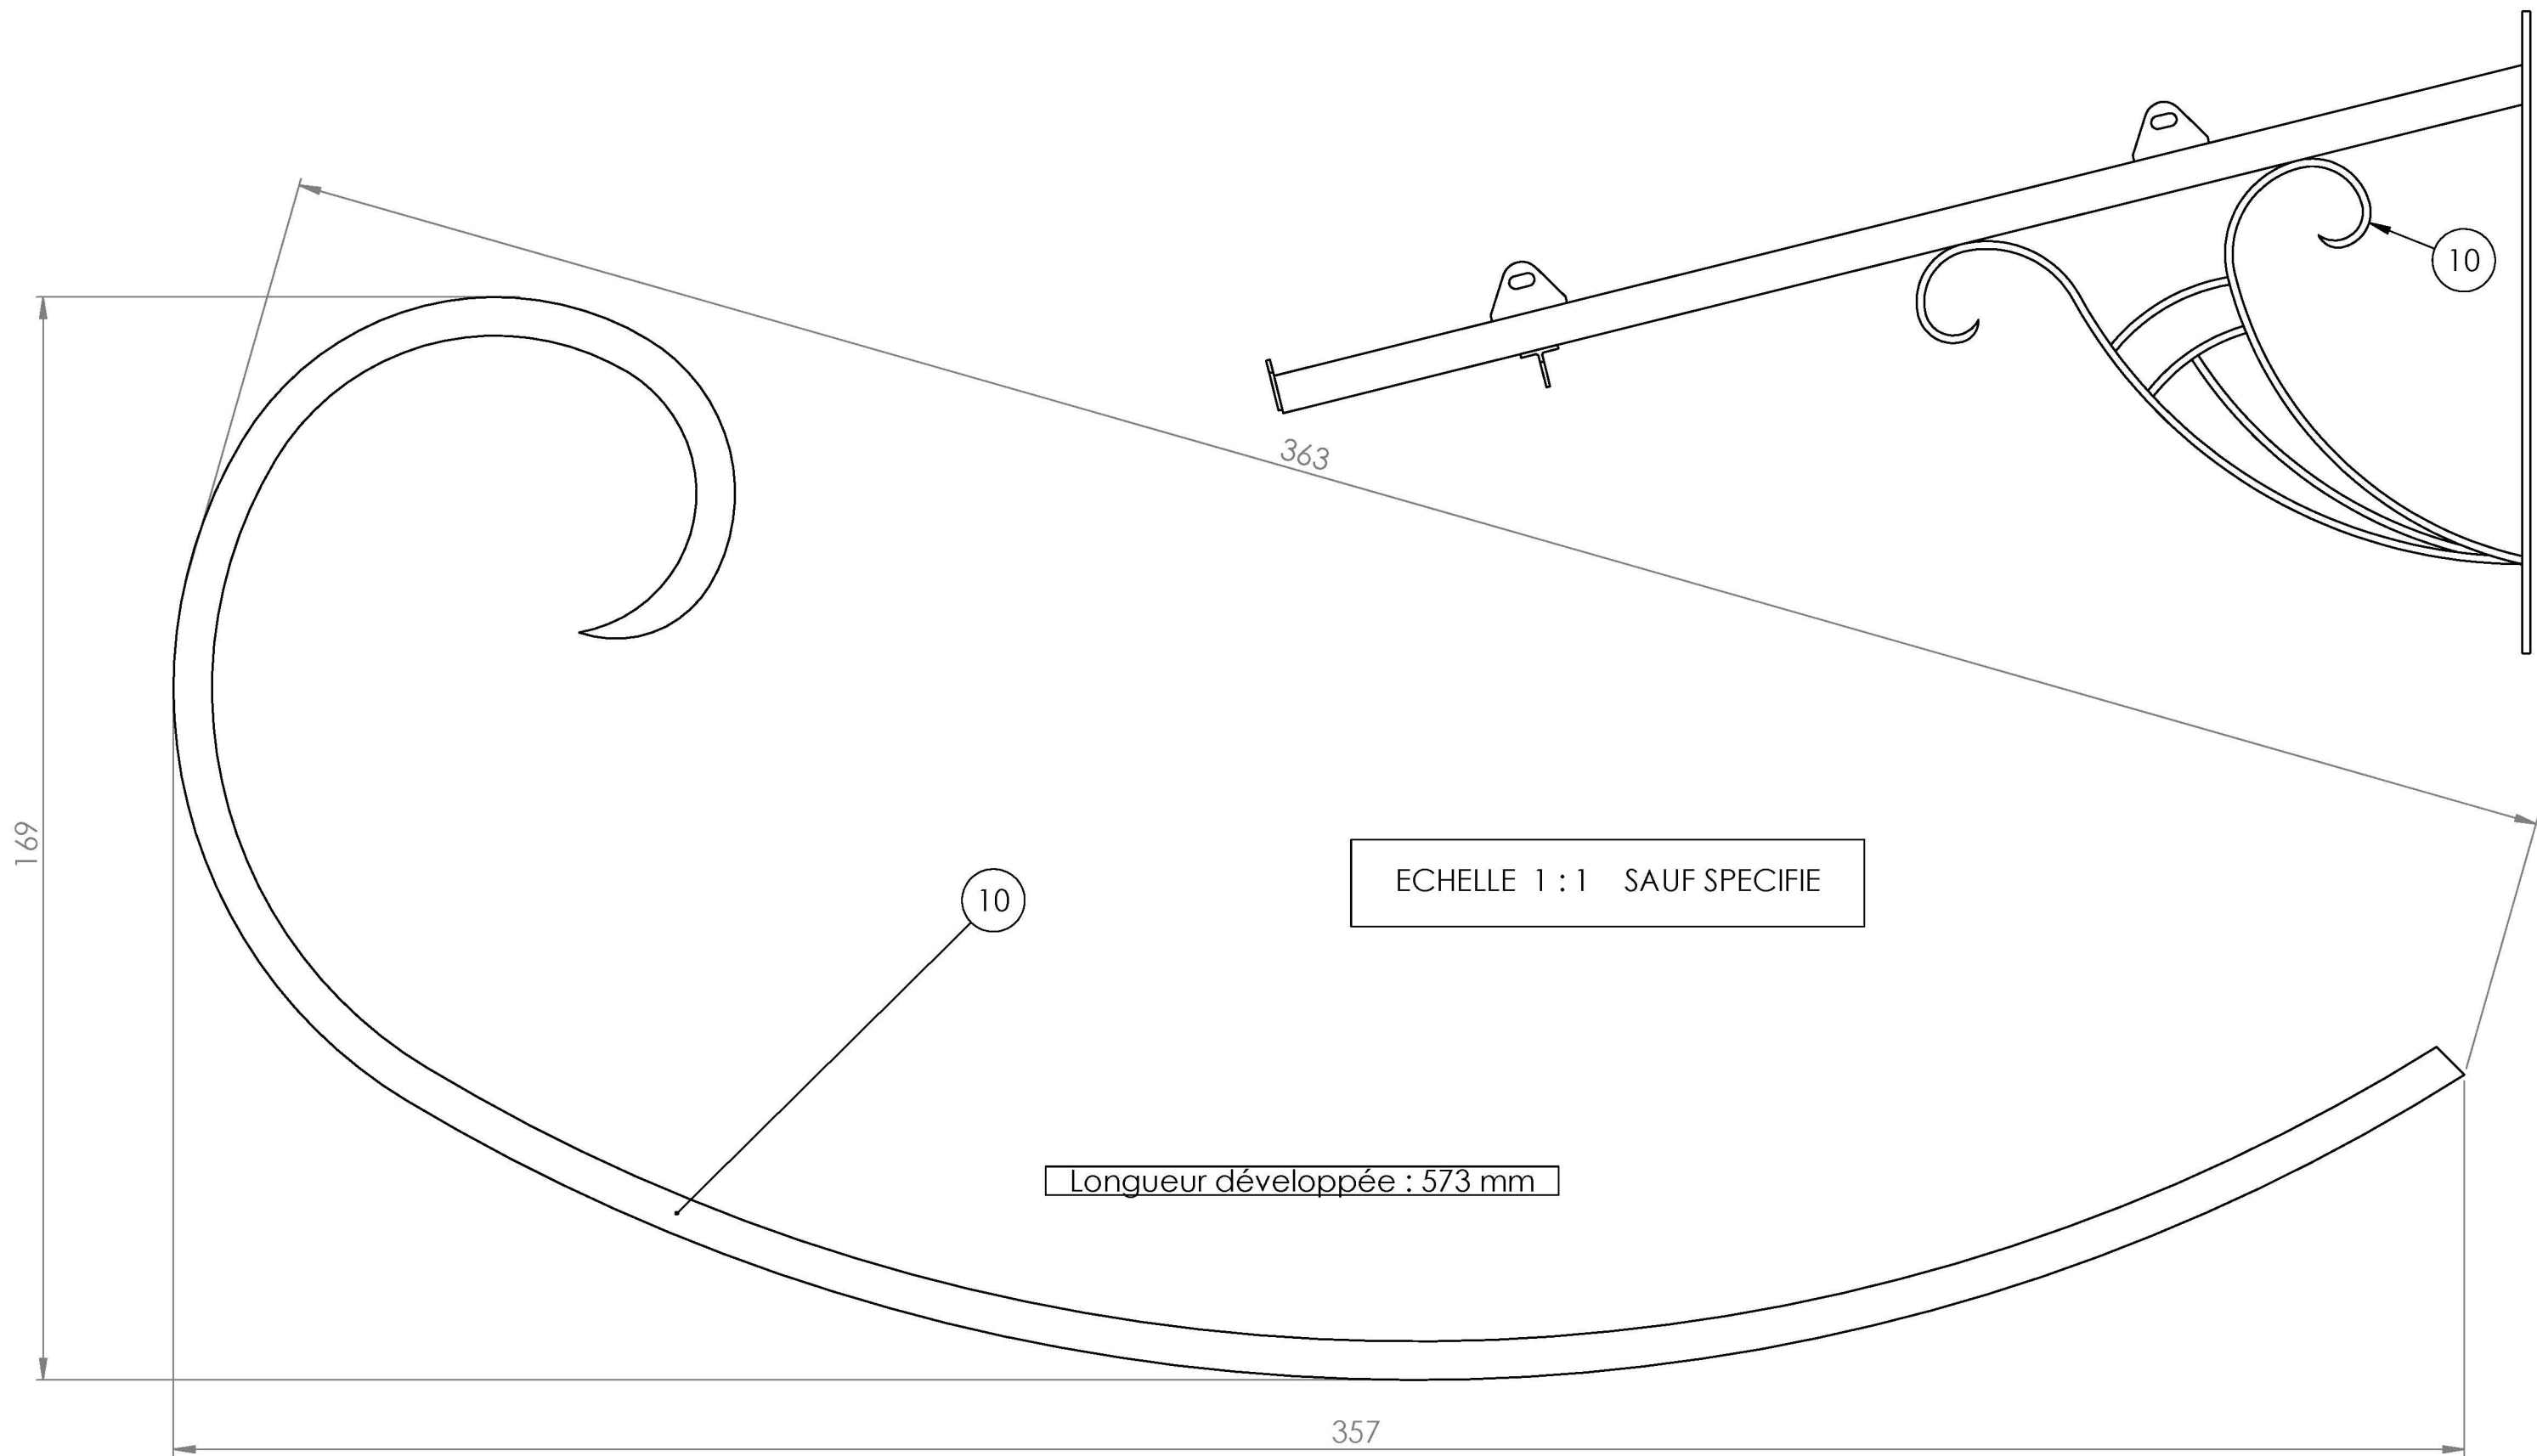 10
363
169
ECHELLE 1 : 1 SAUF SPECIFIE
10
Longueur développée : 573 mm
357